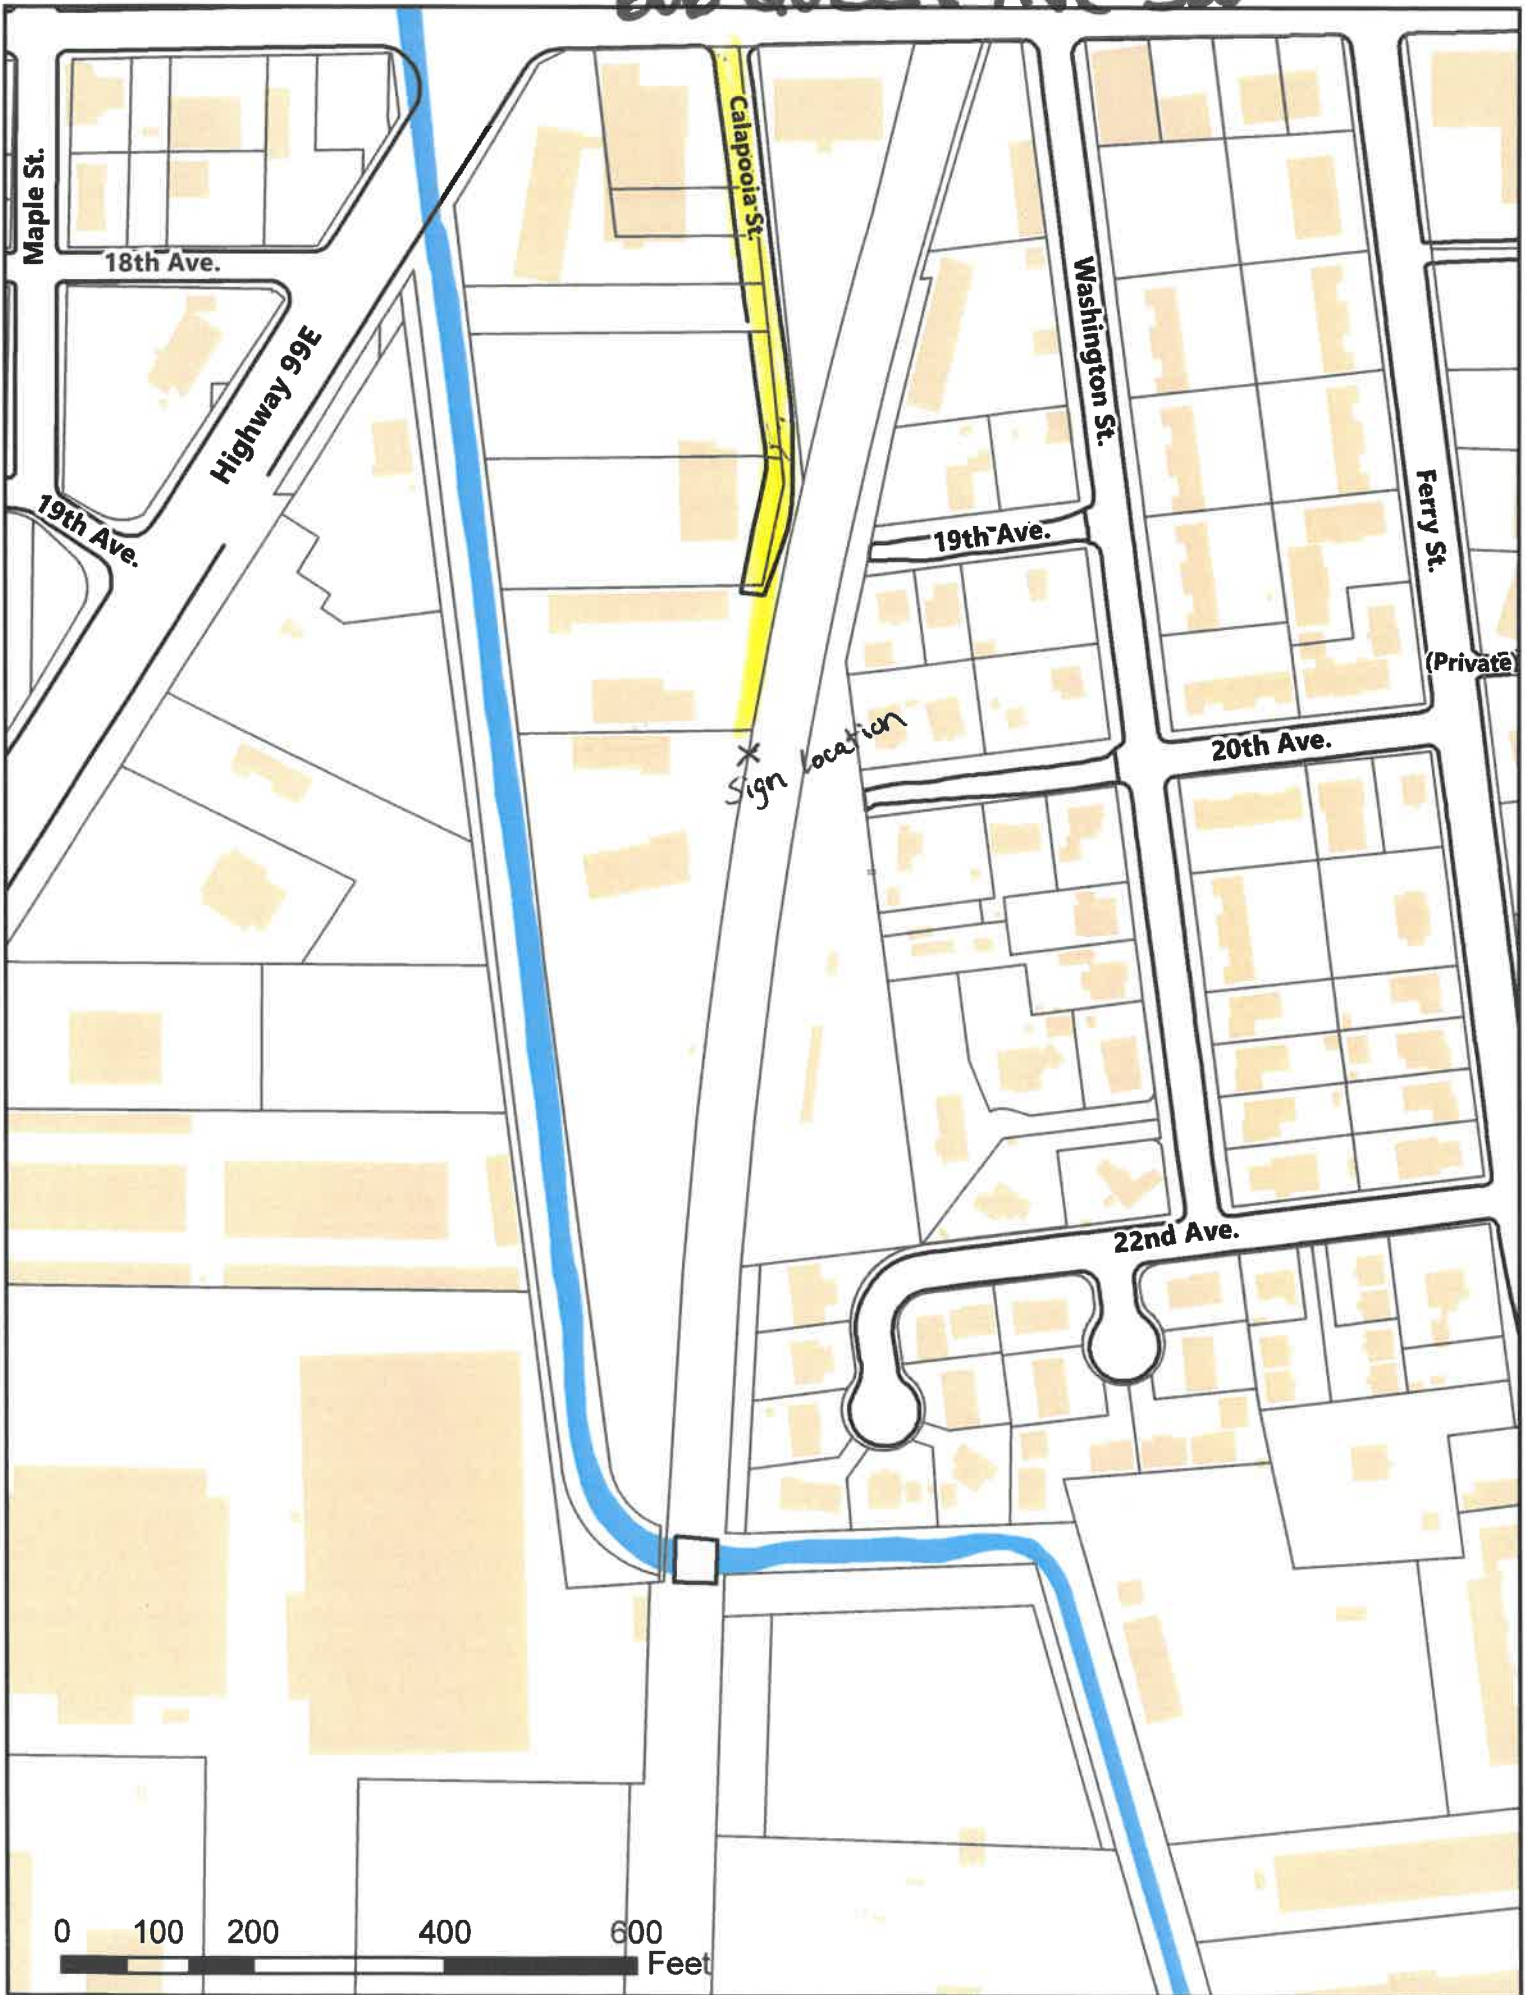 Maple St.
18th Ave.
Highway 99E
19th Ave.
Calapooia St.
Washington St.
19th Ave.
Ferry St.
(Private)
20th Ave.
Sign Location
22nd Ave.
0 100 200 400 600
Feet